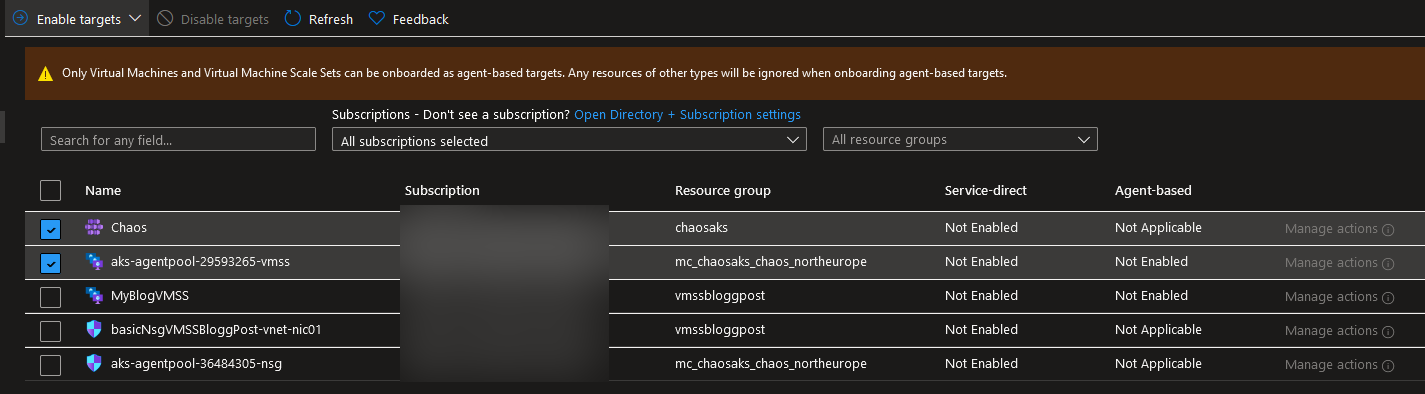 Enable targets Disable targets Refresh Feedback
Only Virtual Machines and Virtual Machine Scale Sets can be onboarded as agent-based targets. Any resources of other types will be ignored when onboarding agent-based targets.
Subscriptions - Don't see a subscription? Open Directory + Subscription settings
Search for any field... All subscriptions selected All resource groups
Name Subscription Resource group Service-direct Agent-based
Chaos chaosaks Not Enabled Not Applicable Manage actions
aks-agentpool-29593265-vmss mc_chaosaks_chaos_northeurope Not Enabled Not Enabled Manage actions
MyBlogVMSS vmssbloggpost Not Enabled Not Enabled Manage actions
basicNsgVMSSBloggPost-vnet-nic01 vmssbloggpost Not Enabled Not Applicable Manage actions
aks-agentpool-36484305-nsg mc_chaosaks_chaos_northeurope Not Enabled Not Applicable Manage actions